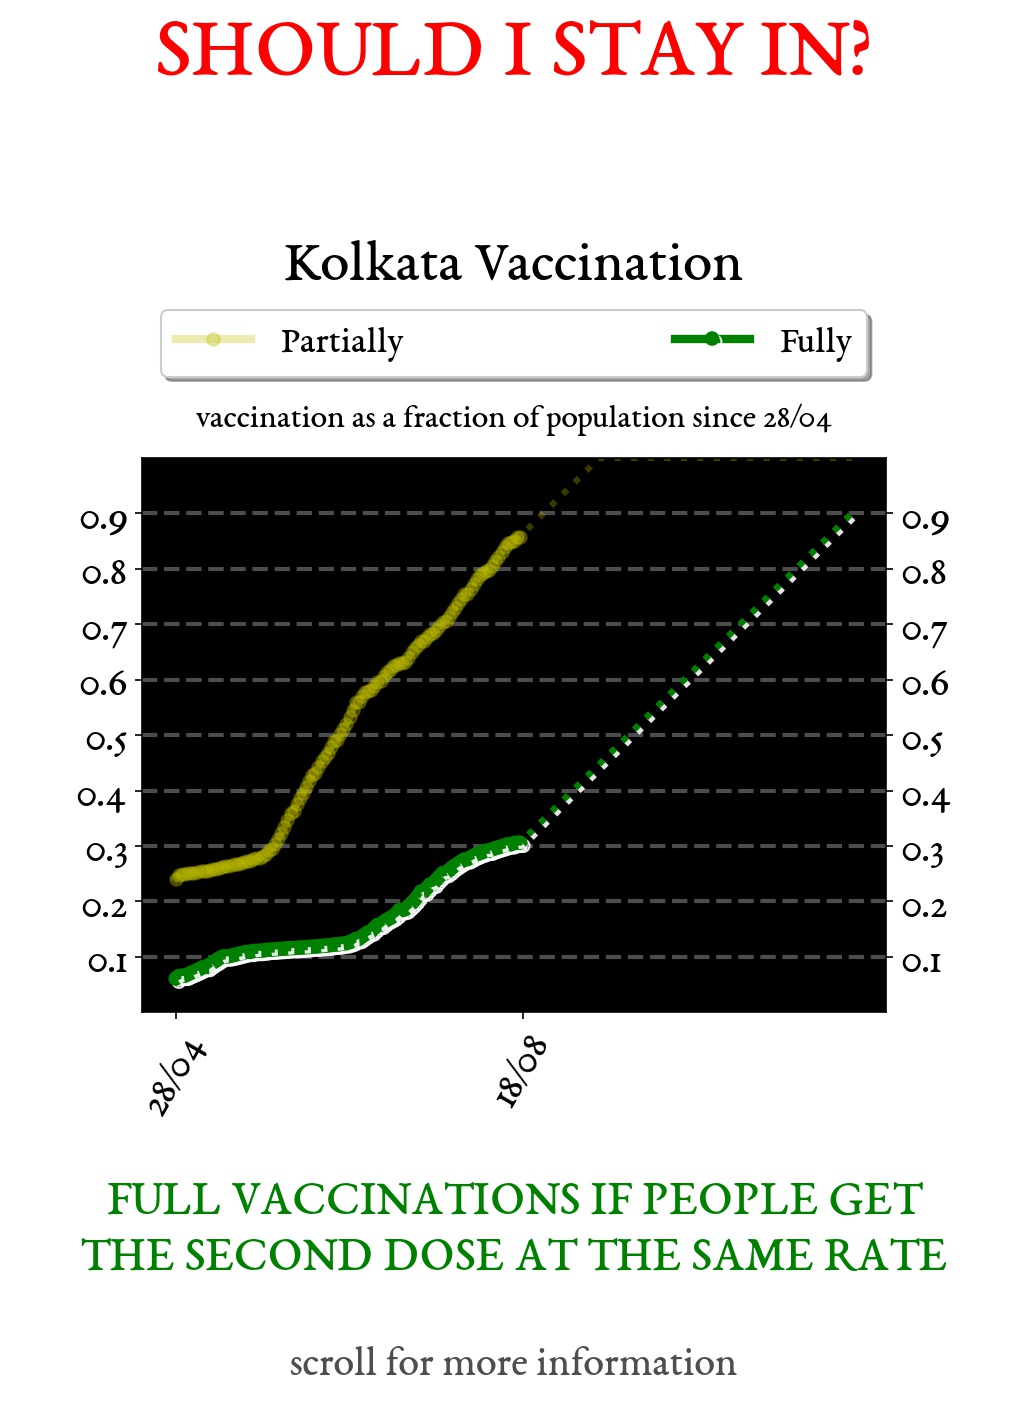 SHOULD I STAY IN?
Kolkata Vaccination
Partially
Fully
vaccination as a fraction of population since 28/04
0.9
0.8
0.7
0.6
0.5
0.4
0.3
0.2
0.1
0.9
0.8
0.7
0.6
0.5
0.4
0.3
0.2
0.1
28/04
18/08
FULL VACCINATIONS IF PEOPLE GET
THE SECOND DOSE AT THE SAME RATE
scroll for more information